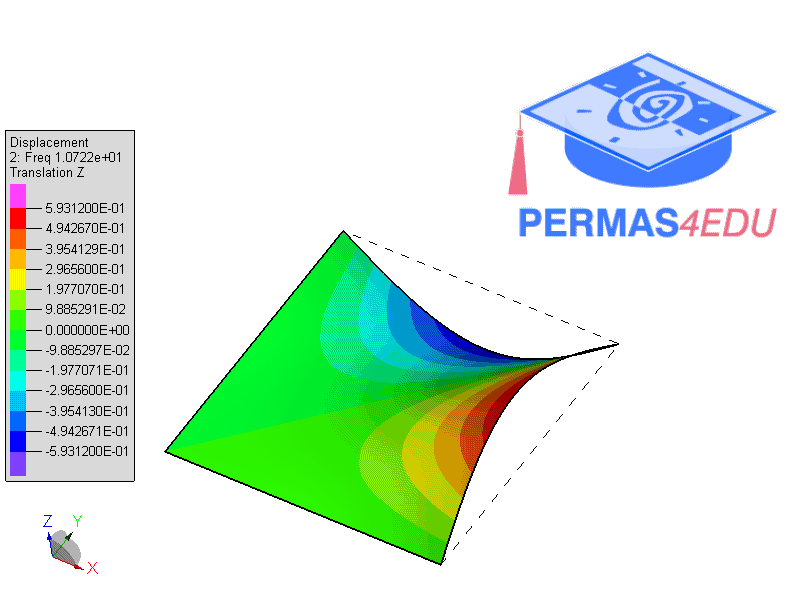 Displacement
2: Freq 1.0722e+01
Translation Z
5.931200E-01
4.942670E-01
3.954129E-01
2.965600E-01
1.977070E-01
9.885291E-02
0.000000E+00
-9.885297E-02
-1.977071E-01
-2.965600E-01
-3.954130E-01
-4.942671E-01
-5.931200E-01
PERMAS4EDU
Z
Y
X